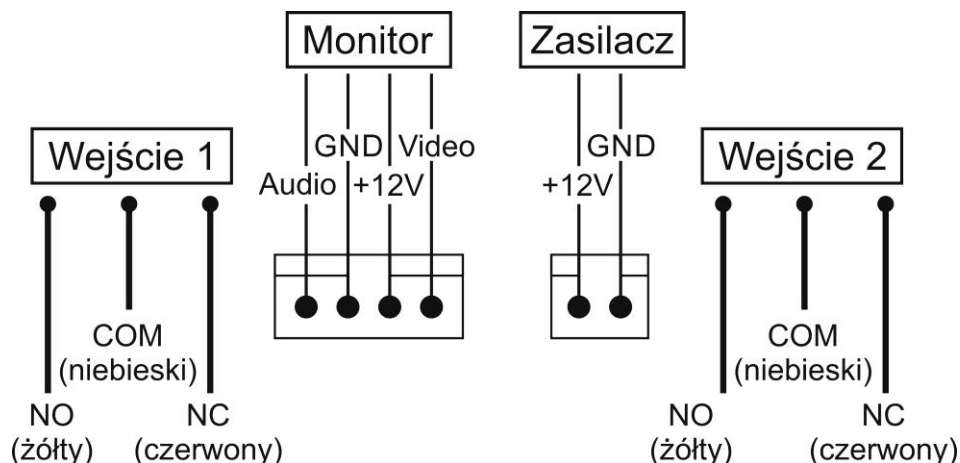 Monitor
Zasilacz
Wejście 1
GND Video
Audio +12V
GND
+12V
Wejście 2
COM
(niebieski)
NO
(żółty)
NC
(czerwony)
COM
(niebieski)
NO
(żółty)
NC
(czerwony)